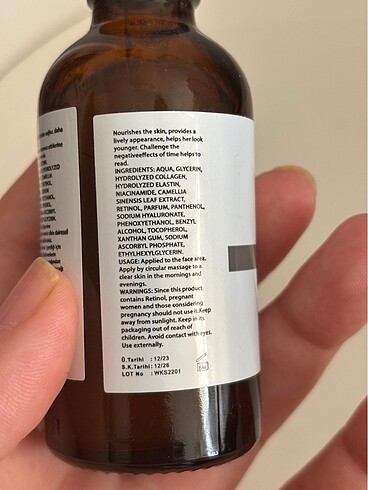 Nourishes the skin, provides a
lively appearance, helps her look
younger. Challenge the
negativeeffects of time helps to
read.
INGREDIENTS: AQUA, GLYCERIN,
HYDROLYZED COLLAGEN,
HYDROLYZED ELASTIN,
NIACINAMIDE, CAMELLIA
SINENSIS LEAF EXTRACT,
RETINOL, PARFUM, PANTHENOL,
SODIUM HYALURONATE,
PHENOXYETHANOL, BENZYL
ALCOHOL, TOCOPHEROL,
XANTHAN GUM, SODIUM
ASCORBYL PHOSPHATE,
ETHYLHEXYLGLYCERIN.
USAGE: Applied to the face area.
Apply by circular massage to a
clear skin in the mornings and
evenings.
WARNINGS: Since this product
contains Retinol, pregnant
women and those considering
pregnancy should not use it.Keep
away from sunlight. Keep in its
packaging out of reach of
children. Avoid contact with eyes.
Use externally.
Ü.Tarihi : 12/23
S.K.Tarihi : 12/26
LOT No : WKS2201
daha